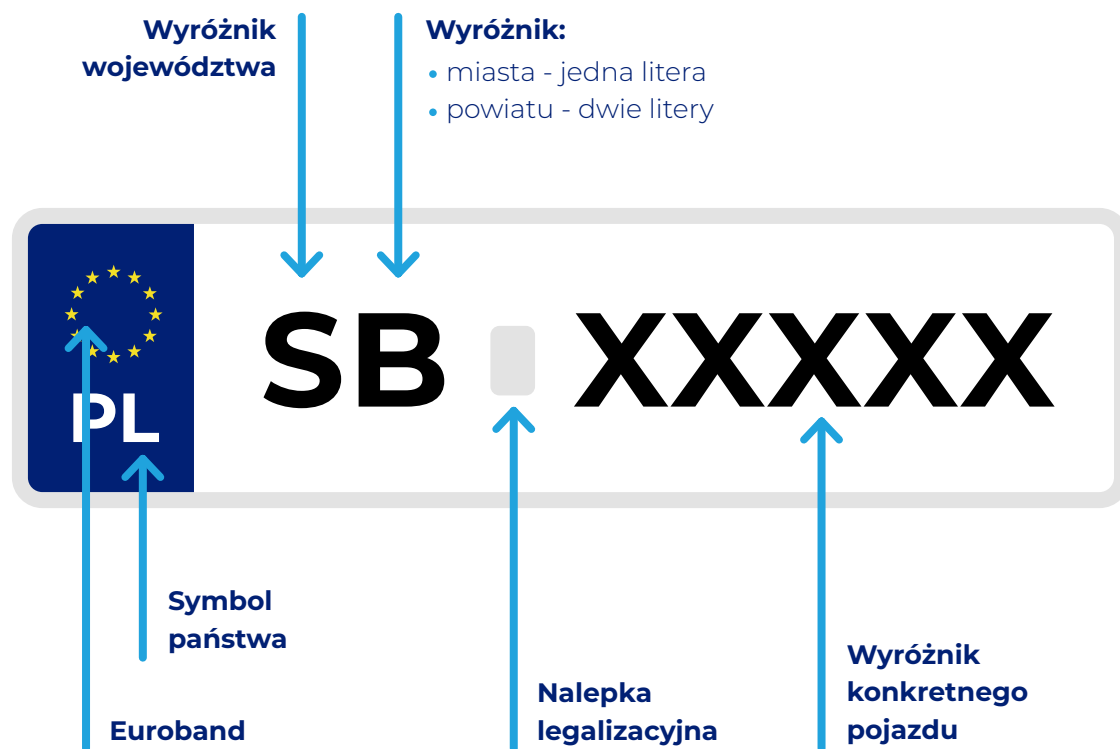 Wyróżnik
województwa
Wyróżnik:
• miasta - jedna litera
• powiatu - dwie litery
PL
SB XXXXX
Symbol
państwa
Euroband
Nalepka
legalizacyjna
Wyróżnik
konkretnego
pojazdu